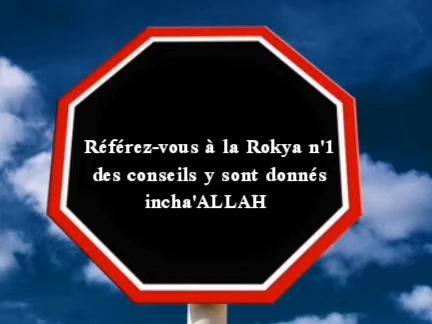 Référez-vous à la Rokya n'1
des conseils y sont donnés
incha'ALLAH